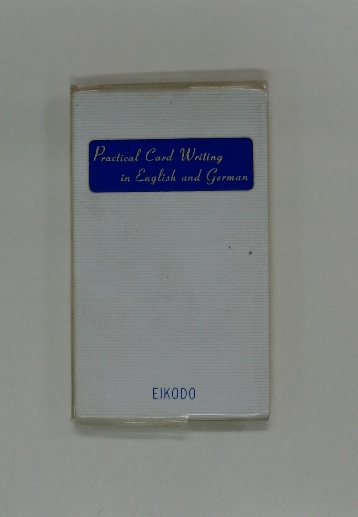 Practical Card Writing
in English and German
EIKODO